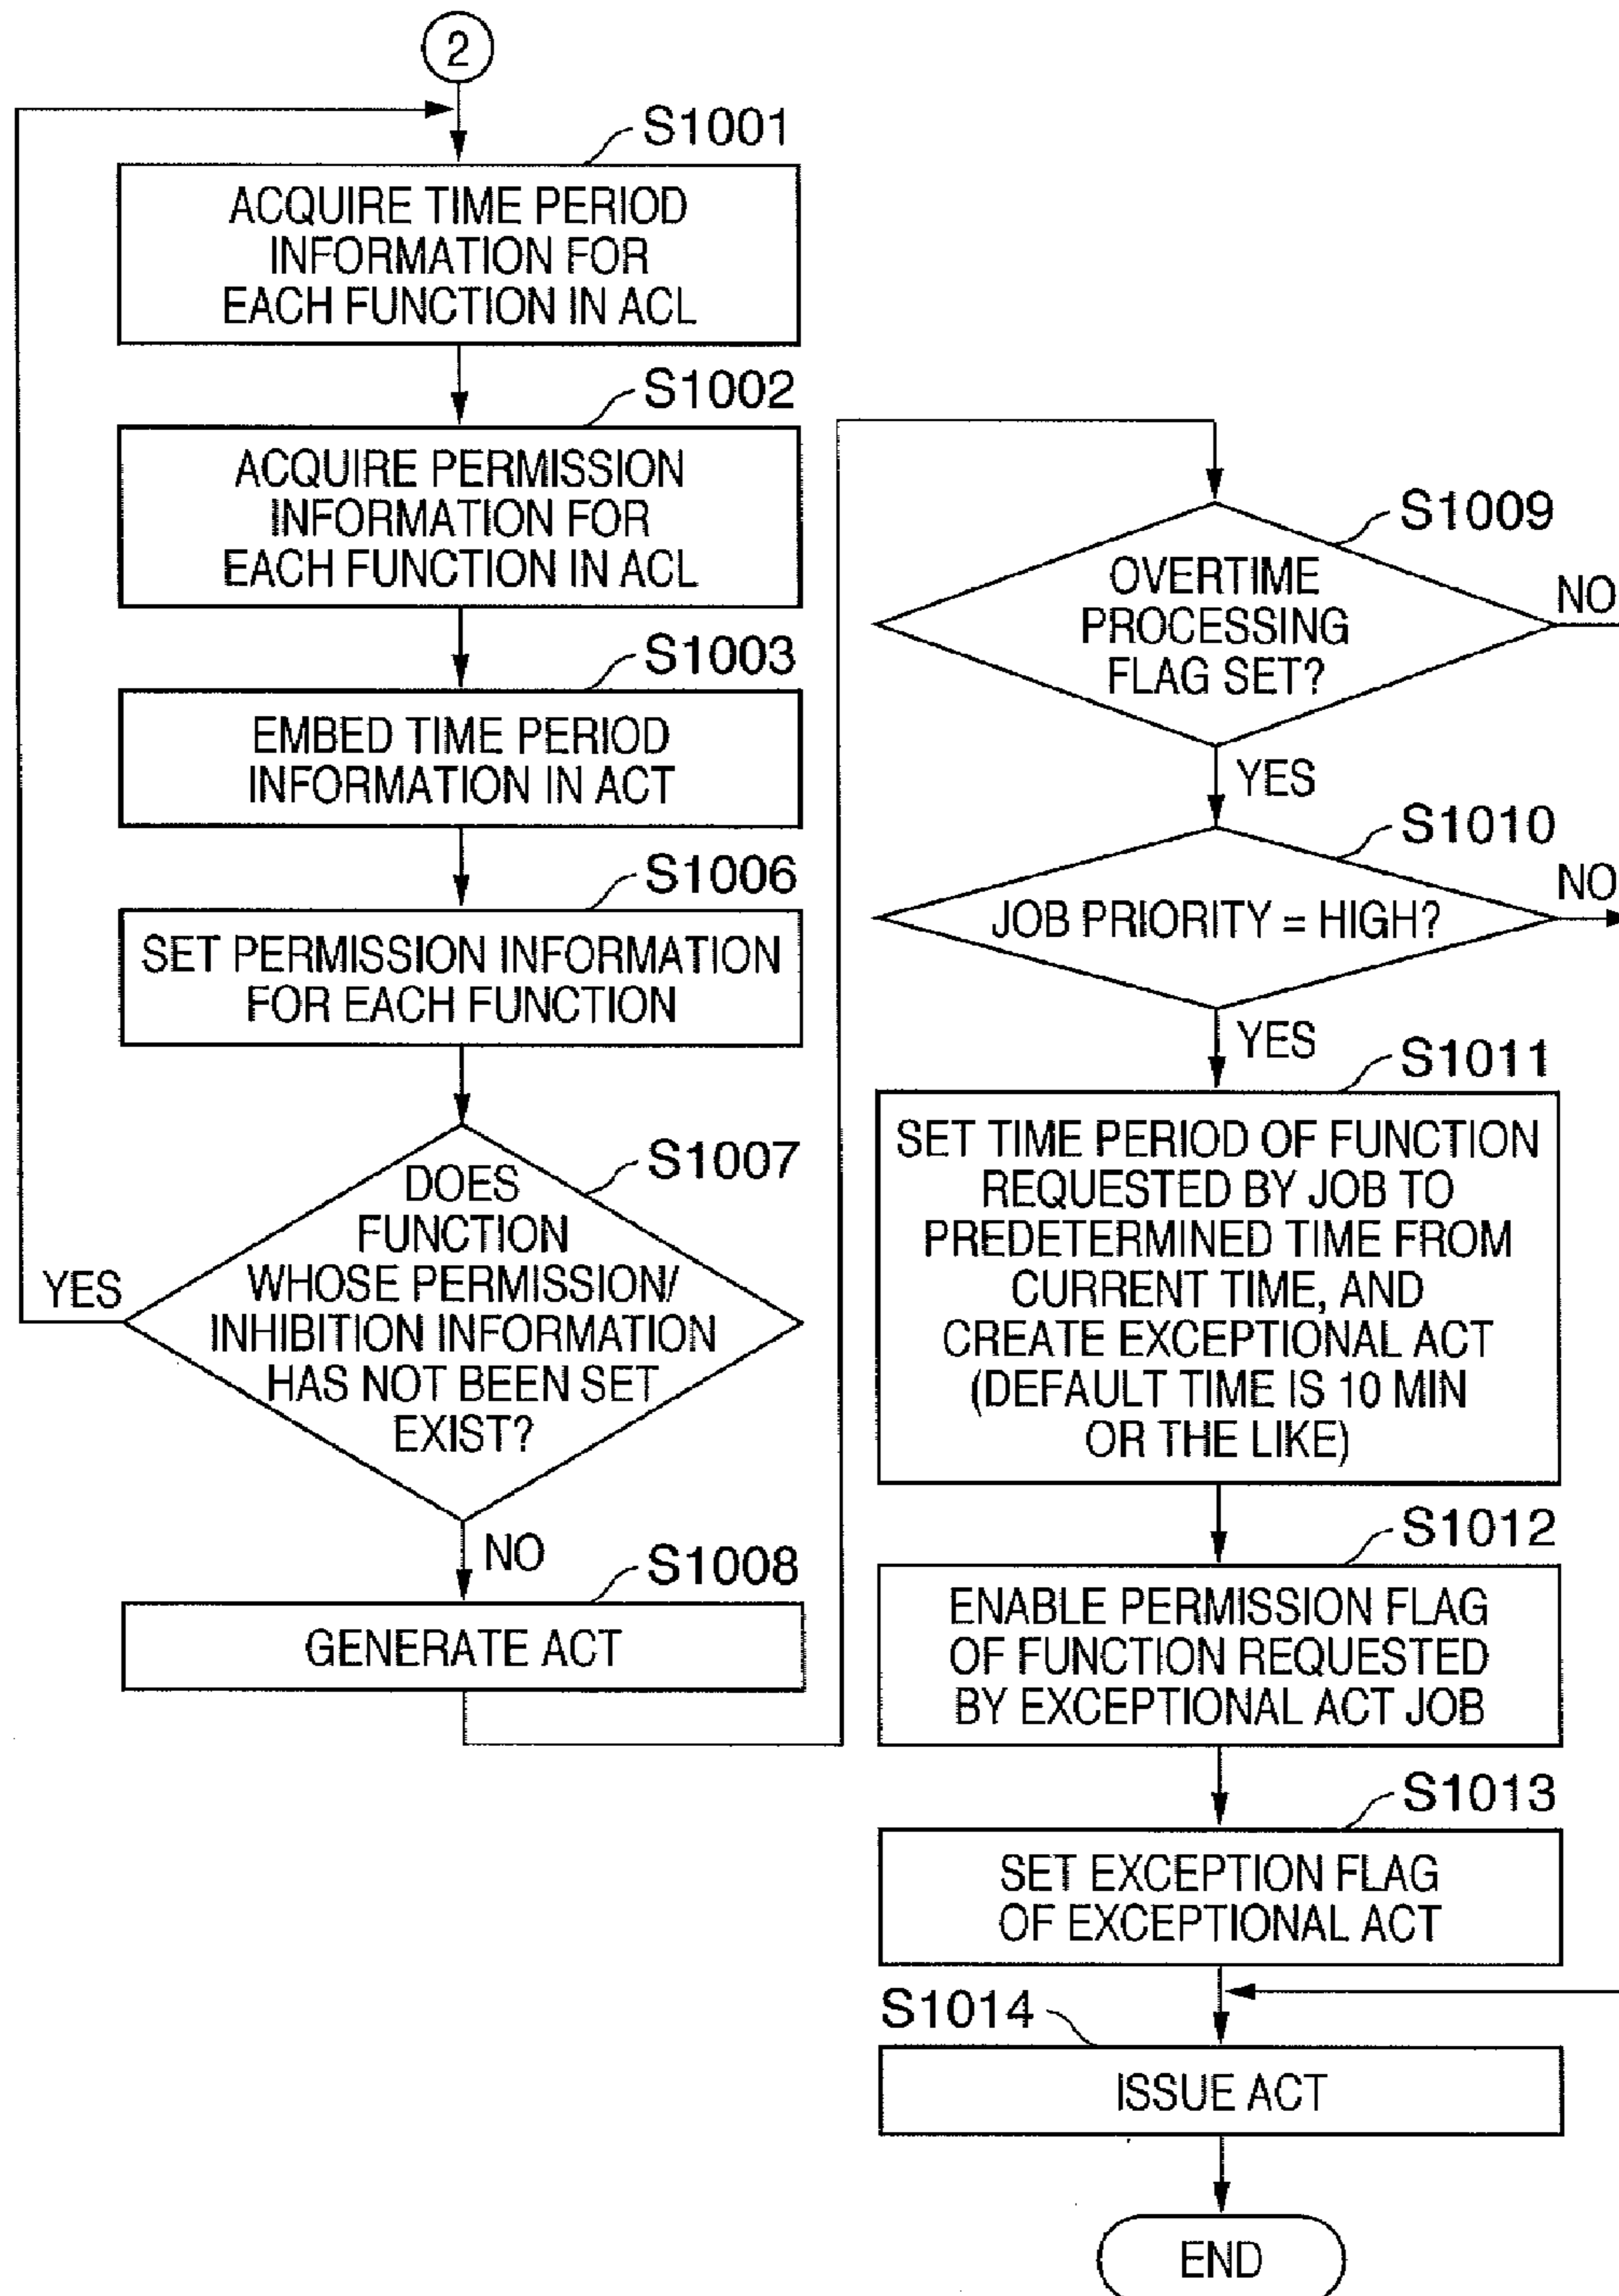 2
S1001
ACQUIRE TIME PERIOD
INFORMATION FOR
EACH FUNCTION IN ACL
S1002
ACQUIRE PERMISSION
INFORMATION FOR
EACH FUNCTION IN ACL
S1003
EMBED TIME PERIOD
INFORMATION IN ACT
S1006
SET PERMISSION INFORMATION
FOR EACH FUNCTION
S1007
DOES
FUNCTION
WHOSE PERMISSION/
INHIBITION INFORMATION
HAS NOT BEEN SET
EXIST?
YES
NO
S1008
GENERATE ACT
S1009
OVERTIME
PROCESSING
FLAG SET?
NO
YES
S1010
JOB PRIORITY = HIGH?
NO
YES
S1011
SET TIME PERIOD OF FUNCTION
REQUESTED BY JOB TO
PREDETERMINED TIME FROM
CURRENT TIME, AND
CREATE EXCEPTIONAL ACT
(DEFAULT TIME IS 10 MIN
OR THE LIKE)
S1012
ENABLE PERMISSION FLAG
OF FUNCTION REQUESTED
BY EXCEPTIONAL ACT JOB
S1013
SET EXCEPTION FLAG
OF EXCEPTIONAL ACT
S1014
ISSUE ACT
END